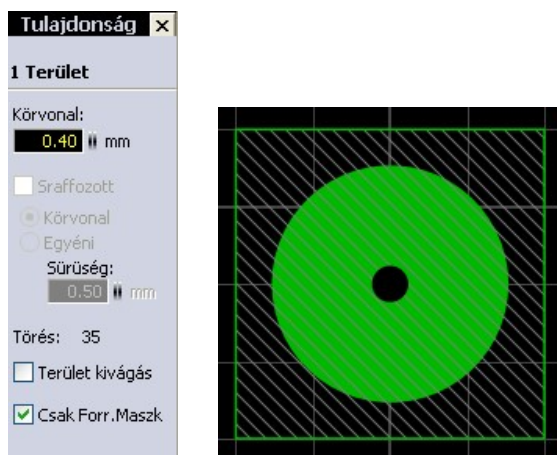 Tulajdonság
1 Terület
Körvonal:
0.40 mm
Sraffozott
Körvonal
Egyéni
Sürüség:
0.50 mm
Törés: 35
Terület kivágás
Csak Forr.Maszk